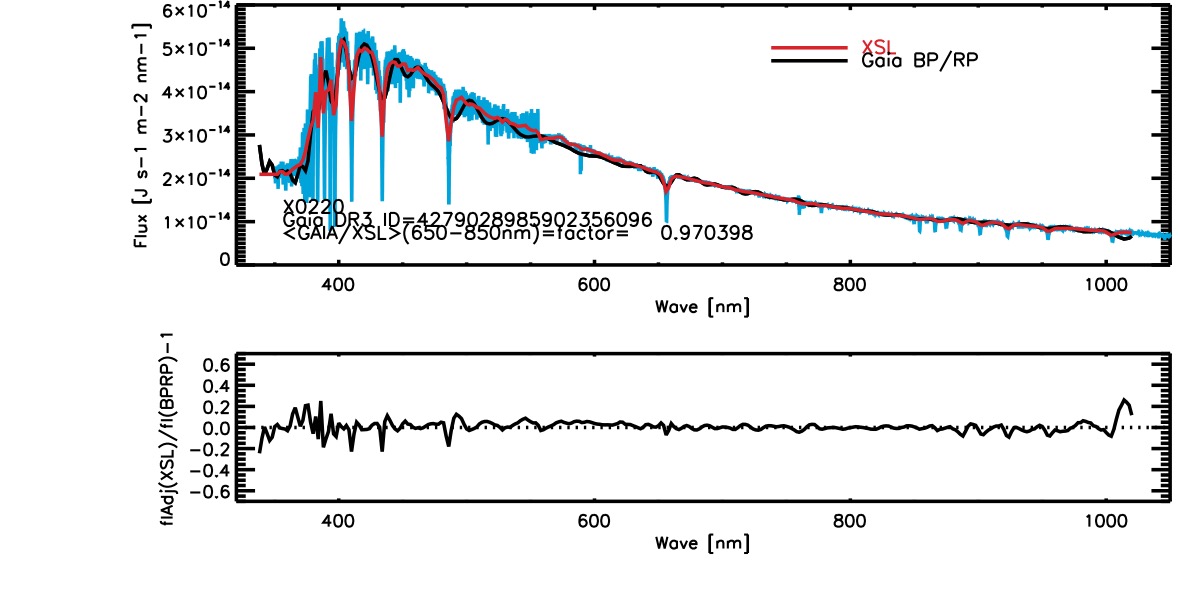 6×10⁻¹⁴
5×10⁻¹⁴
4×10⁻¹⁴
3×10⁻¹⁴
2×10⁻¹⁴
1×10⁻¹⁴
0
Flux [J s−1 m−2 nm−1]
XSL
Gaia BP/RP
X0220
Gaia DR3 ID=4279028985902356096
<GAIA/XSL>(650−850nm)=factor= 0.970398
400 600 800 1000
Wave [nm]
0.6
0.4
0.2
0.0
−0.2
−0.4
−0.6
flAdj(XSL)/fl(BPRP)−1
400 600 800 1000
Wave [nm]